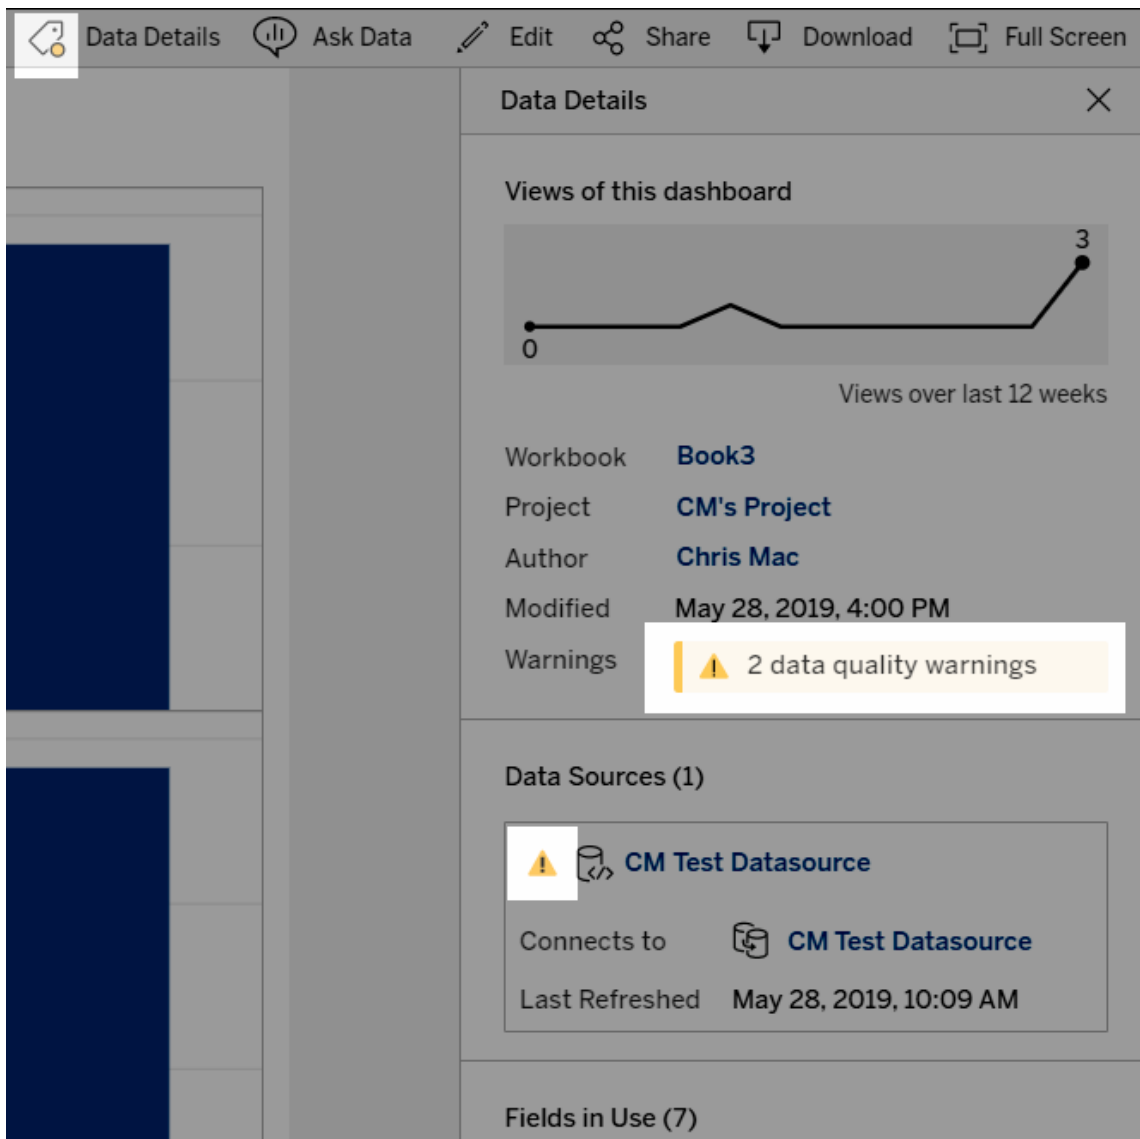 Data Details Ask Data Edit Share Download Full Screen
Data Details
Views of this dashboard
3
0
Views over last 12 weeks
Workbook Book3
Project CM's Project
Author Chris Mac
Modified May 28, 2019, 4:00 PM
Warnings 2 data quality warnings
Data Sources (1)
CM Test Datasource
Connects to CM Test Datasource
Last Refreshed May 28, 2019, 10:09 AM
Fields in Use (7)